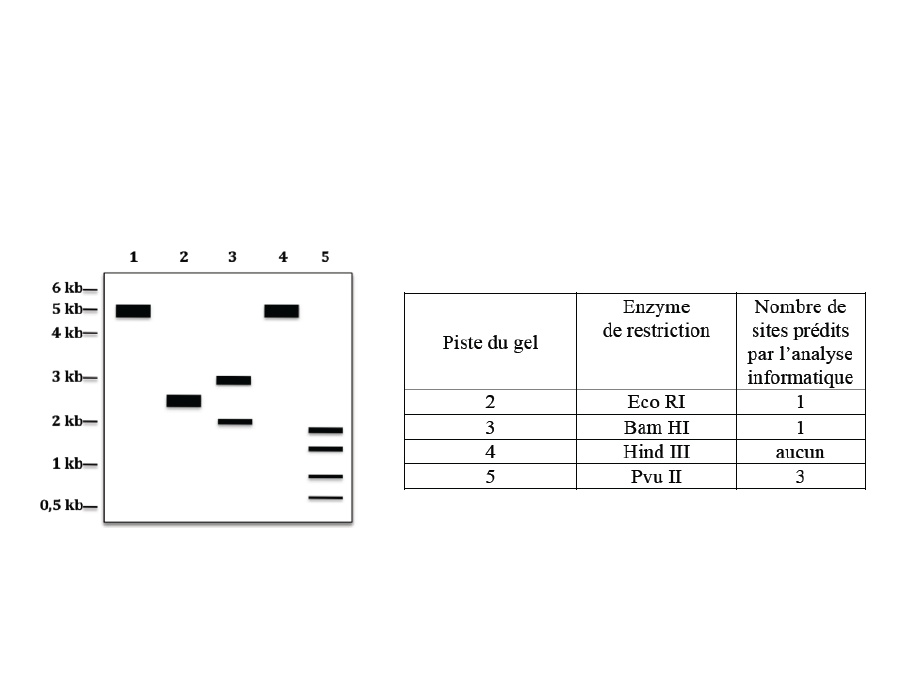 1 2 3 4 5
6 kb
5 kb
4 kb
3 kb
2 kb
1 kb
0,5 kb
Piste du gel
Enzyme
de restriction
Nombre de
sites prédits
par l’analyse
informatique
2 Eco RI 1
3 Bam HI 1
4 Hind III aucun
5 Pvu II 3